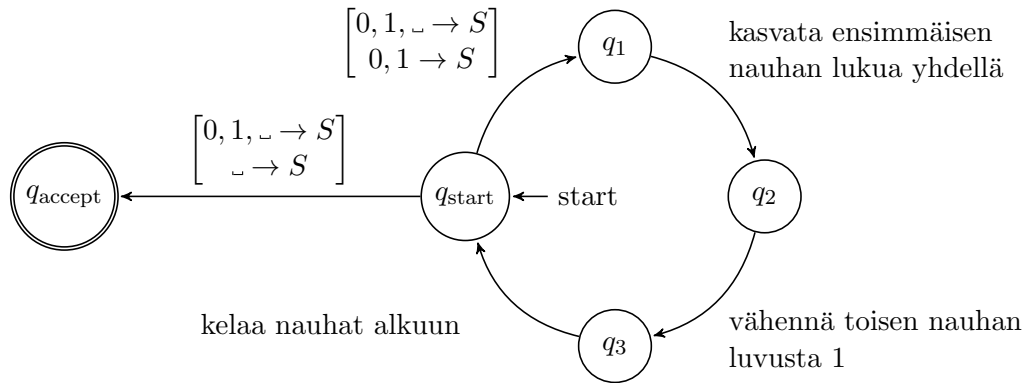 [0, 1, ␣ → S]
[0, 1 → S]
q1
kasvata ensimmäisen
nauhan lukua yhdellä
[0, 1, ␣ → S]
[␣ → S]
qaccept
qstart
start
q2
kelaa nauhat alkuun
q3
vähennä toisen nauhan
luvusta 1